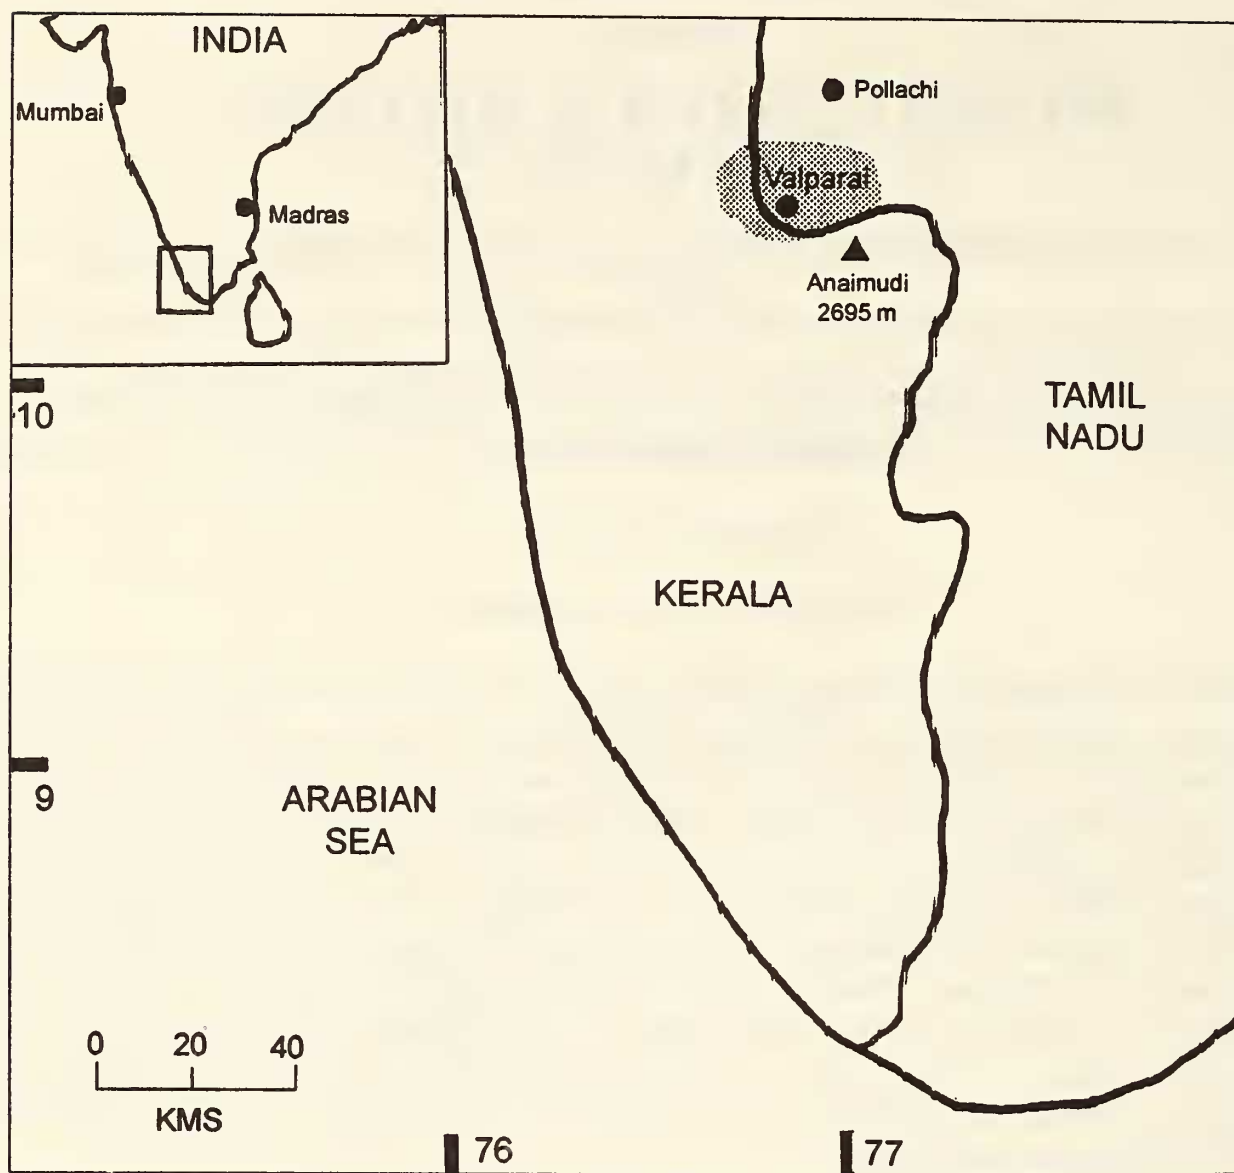 INDIA
Mumbai
Madras
Pollachi
Valparai
Anaimudi
2695 m
10
TAMIL
NADU
KERALA
9
ARABIAN
SEA
0 20 40
KMS
76
77